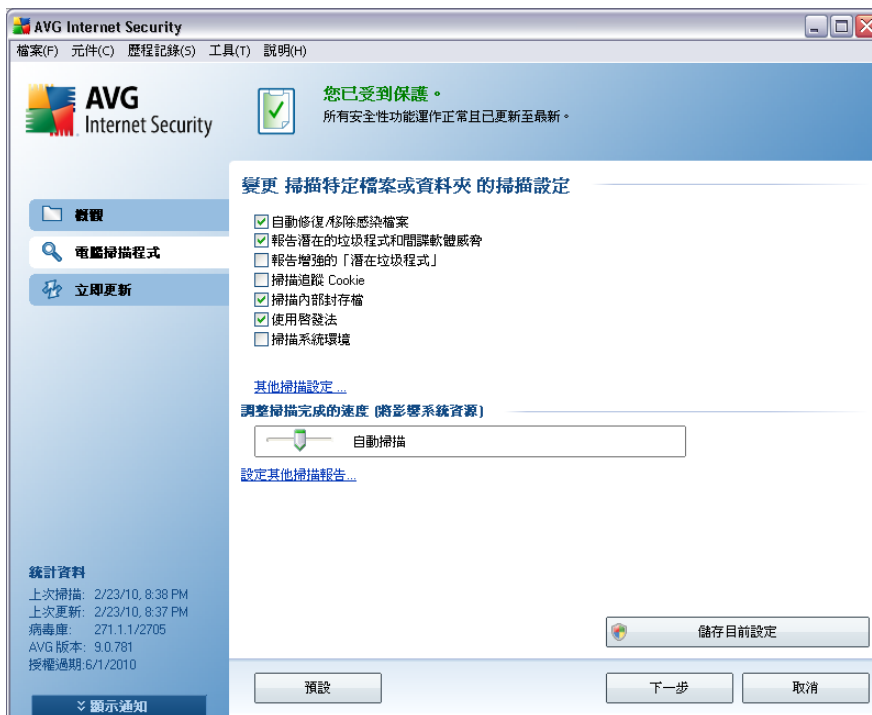 AVG Internet Security
檔案(F) 元件(C) 歷程記錄(S) 工具(T) 說明(H)
AVG
Internet Security
您已受到保護。
所有安全性功能運作正常且已更新至最新。
概觀
電腦掃描程式
立即更新
變更 掃描特定檔案或資料夾 的掃描設定
自動修復/移除感染檔案
報告潛在的垃圾程式和間諜軟體威脅
報告增強的「潛在垃圾程式」
掃描追蹤 Cookie
掃描內部封存檔
使用啓發法
掃描系統環境
其他掃描設定 ...
調整掃描完成的速度 (將影響系統資源)
自動掃描
設定其他掃描報告...
統計資料
上次掃描: 2/23/10, 8:38 PM
上次更新: 2/23/10, 8:37 PM
病毒庫: 271.1.1/2705
AVG 版本: 9.0.781
授權過期:6/1/2010
顯示通知
儲存目前設定
預設
下一步
取消